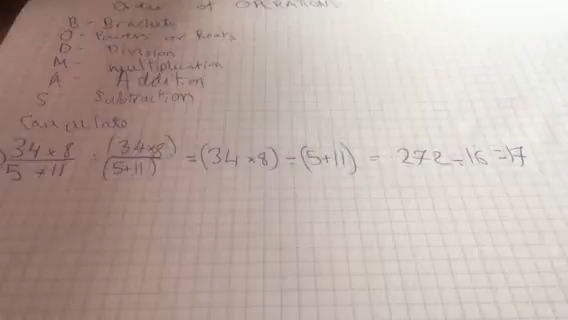 Order of OPERATIONS
B - Brackets
O - Powers or Roots
D - Division
M - multiplication
A - Addition
S Subtraction
Calculate
) 34 × 8 / 5 + 11 = (34 × 8) / (5 + 11) = (34 × 8) ÷ (5 + 11) = 272 ÷ 16 = 17